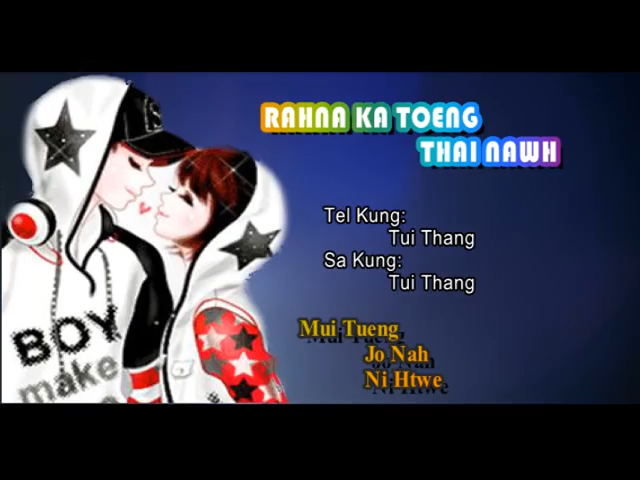 RAHNA KA TOENG
THAI NAWH
Tel Kung:
Tui Thang
Sa Kung:
Tui Thang
Mui Tueng
Jo Nah
Ni Htwe
BOY
make